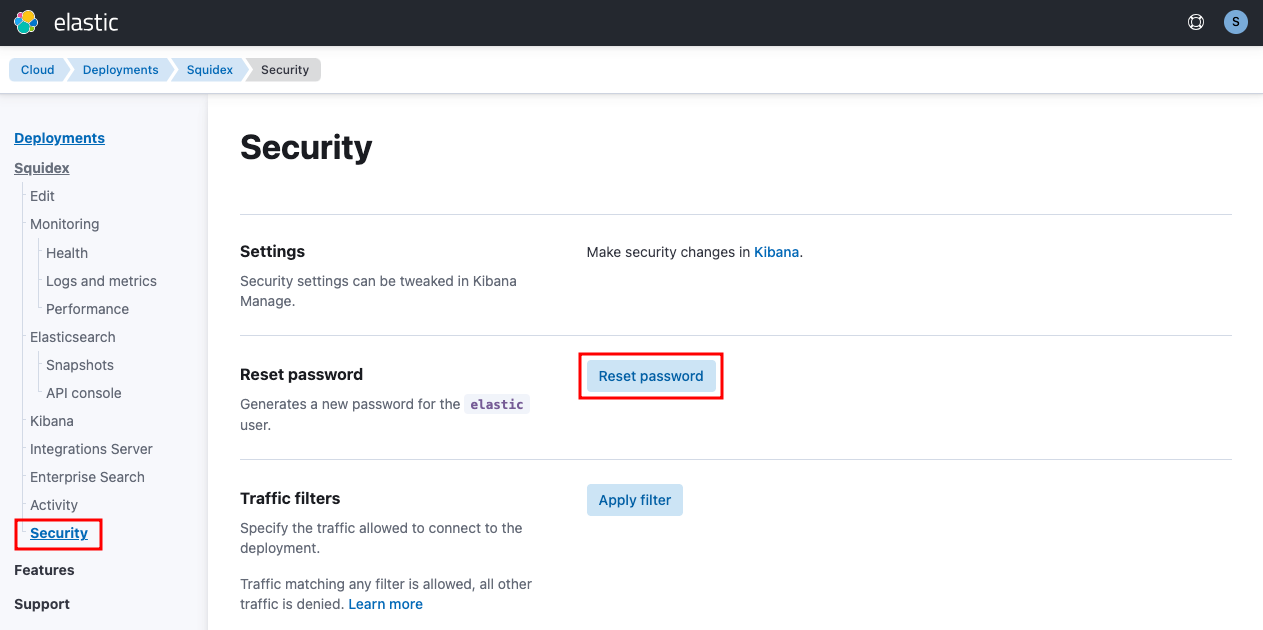 elastic
S
Cloud
Deployments
Squidex
Security
Deployments
Squidex
Edit
Monitoring
Health
Logs and metrics
Performance
Elasticsearch
Snapshots
API console
Kibana
Integrations Server
Enterprise Search
Activity
Security
Features
Support
Security
Settings
Security settings can be tweaked in Kibana
Manage.
Make security changes in Kibana.
Reset password
Generates a new password for the elastic
user.
Reset password
Traffic filters
Specify the traffic allowed to connect to the
deployment.
Traffic matching any filter is allowed, all other
traffic is denied. Learn more
Apply filter